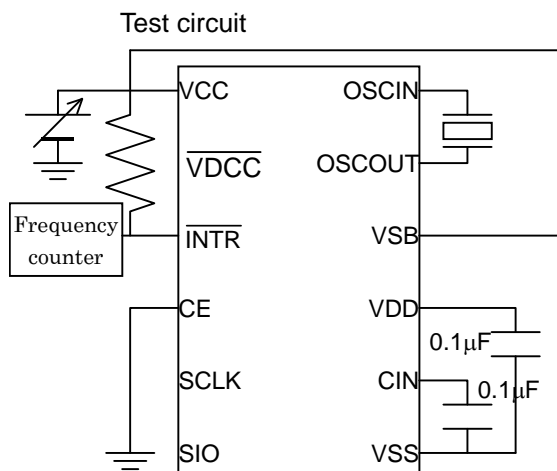 Test circuit
VCC
OSCIN
VDCC
OSCOUT
Frequency
counter
INTR
VSB
CE
VDD
0.1μF
SCLK
CIN
0.1μF
SIO
VSS